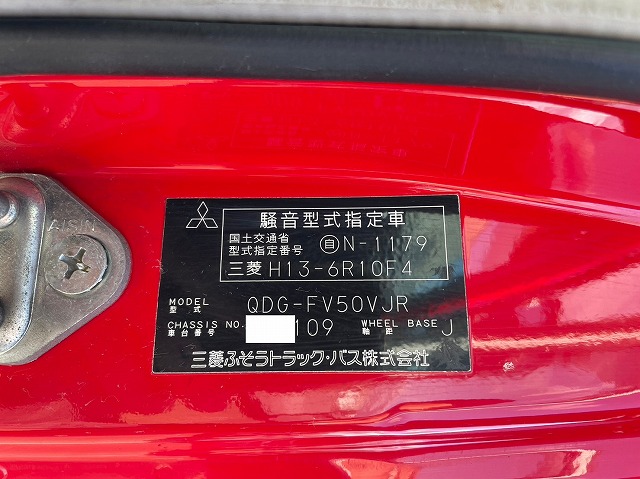 AISIN
騒音型式指定車
国土交通省
型式指定番号 自N-1179
三菱 H13-6R10F4
MODEL
型式 QDG-FV50VJR
CHASSIS NO. 109 WHEEL BASE J
車台番号 軸距
三菱ふそうトラック・バス株式会社